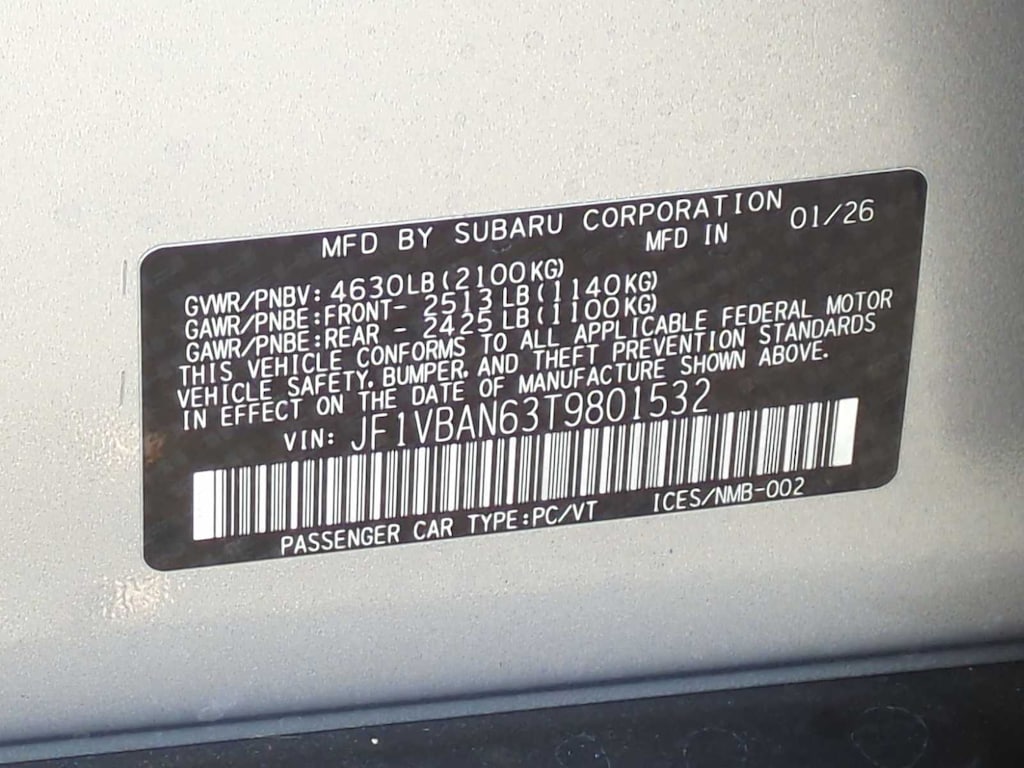 MFD BY SUBARU CORPORATION
MFD IN 01/26
GVWR/PNBV: 4630LB(2100KG)
GAWR/PNBE:FRONT- 2513 LB(1140KG)
GAWR/PNBE:REAR - 2425 LB(1100KG)
THIS VEHICLE CONFORMS TO ALL APPLICABLE FEDERAL MOTOR
VEHICLE SAFETY, BUMPER, AND THEFT PREVENTION STANDARDS
IN EFFECT ON THE DATE OF MANUFACTURE SHOWN ABOVE.
VIN: JF1VBAN63T9801532
PASSENGER CAR TYPE:PC/VT ICES/NMB-002